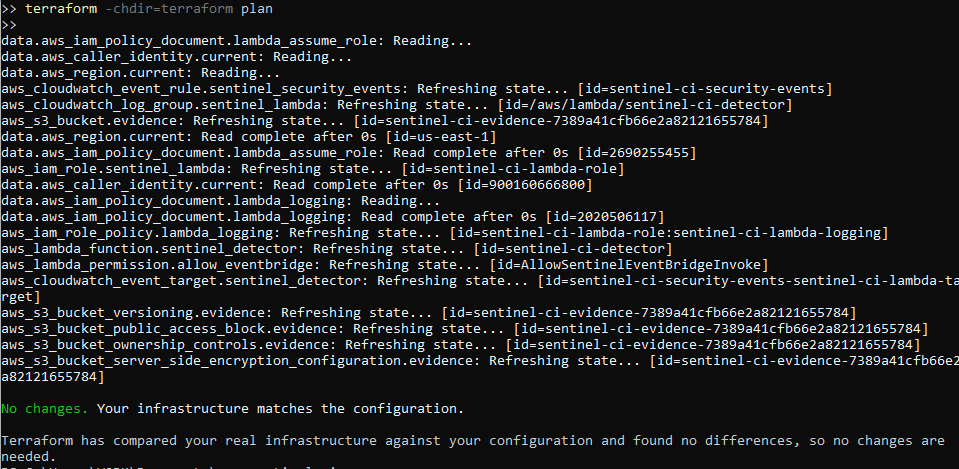 >> terraform -chdir=terraform plan
>>
data.aws_iam_policy_document.lambda_assume_role: Reading...
data.aws_caller_identity.current: Reading...
data.aws_region.current: Reading...
aws_cloudwatch_event_rule.sentinel_security_events: Refreshing state... [id=sentinel-ci-security-events]
aws_cloudwatch_log_group.sentinel_lambda: Refreshing state... [id=/aws/lambda/sentinel-ci-detector]
aws_s3_bucket.evidence: Refreshing state... [id=sentinel-ci-evidence-7389a41cfb66e2a82121655784]
data.aws_region.current: Read complete after 0s [id=us-east-1]
data.aws_iam_policy_document.lambda_assume_role: Read complete after 0s [id=2690255455]
aws_iam_role.sentinel_lambda: Refreshing state... [id=sentinel-ci-lambda-role]
data.aws_caller_identity.current: Read complete after 0s [id=900160666800]
data.aws_iam_policy_document.lambda_logging: Reading...
data.aws_iam_policy_document.lambda_logging: Read complete after 0s [id=2020506117]
aws_iam_role_policy.lambda_logging: Refreshing state... [id=sentinel-ci-lambda-role:sentinel-ci-lambda-logging]
aws_lambda_function.sentinel_detector: Refreshing state... [id=sentinel-ci-detector]
aws_lambda_permission.allow_eventbridge: Refreshing state... [id=AllowSentinelEventBridgeInvoke]
aws_cloudwatch_event_target.sentinel_detector: Refreshing state... [id=sentinel-ci-security-events-sentinel-ci-lambda-ta
rget]
aws_s3_bucket_versioning.evidence: Refreshing state... [id=sentinel-ci-evidence-7389a41cfb66e2a82121655784]
aws_s3_bucket_public_access_block.evidence: Refreshing state... [id=sentinel-ci-evidence-7389a41cfb66e2a82121655784]
aws_s3_bucket_ownership_controls.evidence: Refreshing state... [id=sentinel-ci-evidence-7389a41cfb66e2a82121655784]
aws_s3_bucket_server_side_encryption_configuration.evidence: Refreshing state... [id=sentinel-ci-evidence-7389a41cfb66e2
a82121655784]
No changes. Your infrastructure matches the configuration.
Terraform has compared your real infrastructure against your configuration and found no differences, so no changes are
needed.